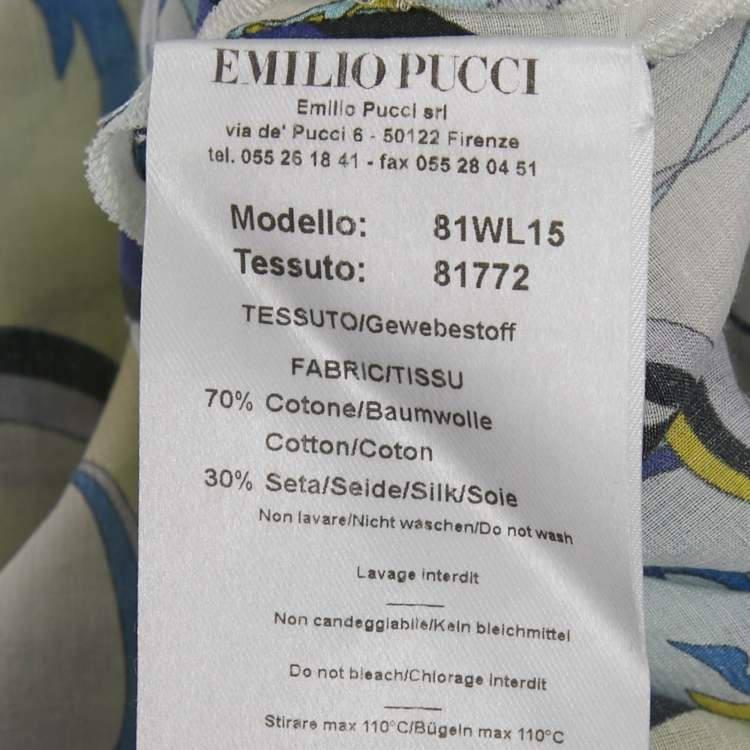 EMILIO PUCCI
Emilio Pucci srl
via de' Pucci 6 - 50122 Firenze
tel. 055 26 18 41 - fax 055 28 04 51
Modello: 81WL15
Tessuto: 81772
TESSUTO/Gewebestoff
FABRIC/TISSU
70% Cotone/Baumwolle
Cotton/Coton
30% Seta/Seide/Silk/Soie
Non lavare/Nicht waschen/Do not wash
Lavage interdit
Non candeggiabile/Kein bleichmittel
Do not bleach/Chlorage interdit
Stirare max 110°C/Bügeln max 110°C